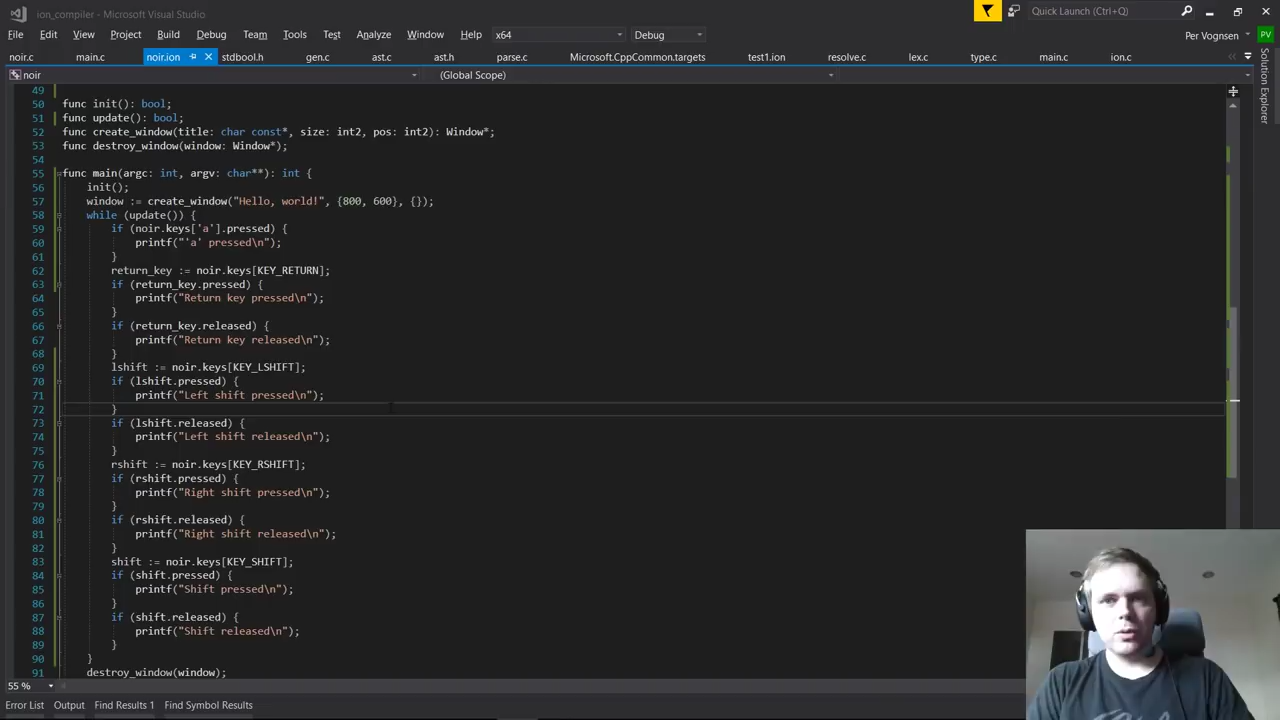 ion_compiler - Microsoft Visual Studio
Quick Launch (Ctrl+Q)
File Edit View Project Build Debug Team Tools Test Analyze Window Help x64 Debug Per Vognsen PV
noir.c main.c noir.ion gen.c stdbool.h ast.c ast.h parse.c Microsoft.CppCommon.targets test1.ion resolve.c lex.c type.c main.c ion.c
noir (Global Scope)
Solution Explorer
49
50 func init(): bool;
51 func update(): bool;
52 func create_window(title: char const*, size: int2, pos: int2): Window*;
53 func destroy_window(window: Window*);
54
55 func main(argc: int, argv: char**): int {
56 init();
57 window := create_window("Hello, world!", {800, 600}, {});
58 while (update()) {
59 if (noir.keys['a'].pressed) {
60 printf("'a' pressed\n");
61 }
62 return_key := noir.keys[KEY_RETURN];
63 if (return_key.pressed) {
64 printf("Return key pressed\n");
65 }
66 if (return_key.released) {
67 printf("Return key released\n");
68 }
69 lshift := noir.keys[KEY_LSHIFT];
70 if (lshift.pressed) {
71 printf("Left shift pressed\n");
72 }
73 if (lshift.released) {
74 printf("Left shift released\n");
75 }
76 rshift := noir.keys[KEY_RSHIFT];
77 if (rshift.pressed) {
78 printf("Right shift pressed\n");
79 }
80 if (rshift.released) {
81 printf("Right shift released\n");
82 }
83 shift := noir.keys[KEY_SHIFT];
84 if (shift.pressed) {
85 printf("Shift pressed\n");
86 }
87 if (shift.released) {
88 printf("Shift released\n");
89 }
90 }
91 destroy_window(window);
55 %
Error List Output Find Results 1 Find Symbol Results